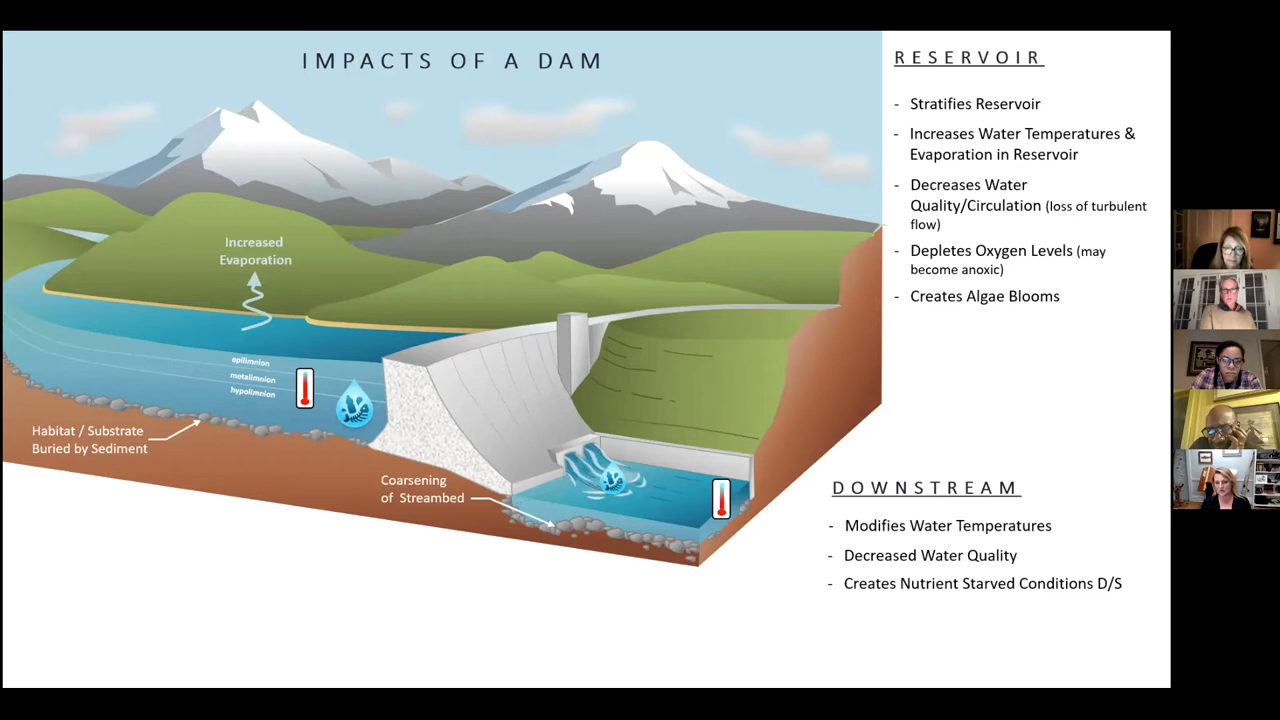 IMPACTS OF A DAM
Increased
Evaporation
epilimnion
metalimnion
hypolimnion
Habitat / Substrate
Buried by Sediment
Coarsening
of Streambed
RESERVOIR
- Stratifies Reservoir
- Increases Water Temperatures &
Evaporation in Reservoir
- Decreases Water
Quality/Circulation (loss of turbulent
flow)
- Depletes Oxygen Levels (may
become anoxic)
- Creates Algae Blooms
DOWNSTREAM
- Modifies Water Temperatures
- Decreased Water Quality
- Creates Nutrient Starved Conditions D/S